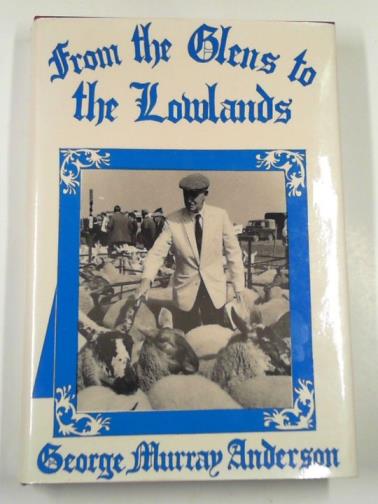 From the Glens to
the Lowlands
George Murray Anderson